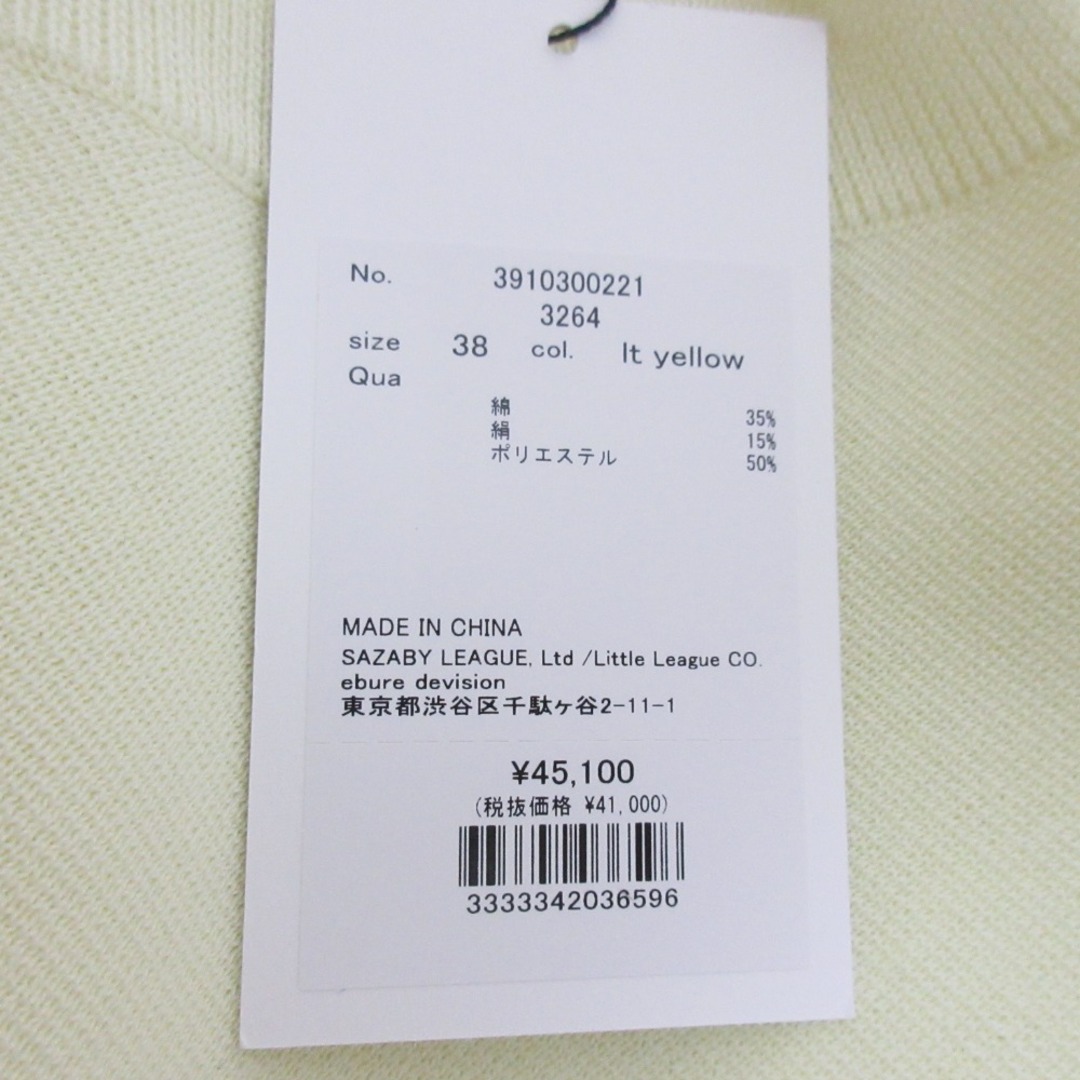 No. 3910300221
3264
size 38 col. lt yellow
Qua
綿 35%
絹 15%
ポリエステル 50%
MADE IN CHINA
SAZABY LEAGUE, Ltd /Little League CO.
ebure devision
東京都渋谷区千駄ヶ谷2-11-1
¥45,100
(税抜価格 ¥41,000)
3333342036596